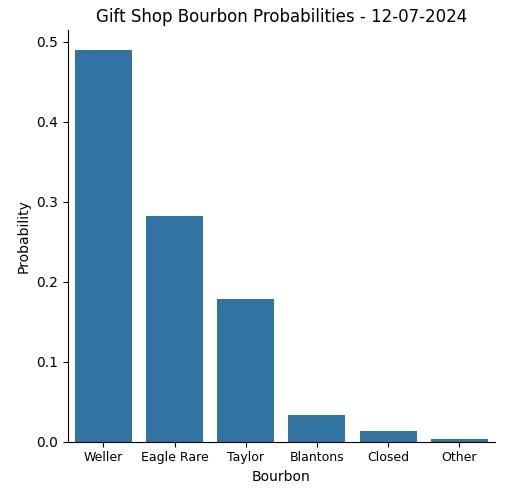 Gift Shop Bourbon Probabilities - 12-07-2024
0.5
0.4
0.3
0.2
0.1
0.0
Probability
Weller Eagle Rare Taylor Blantons Closed Other
Bourbon